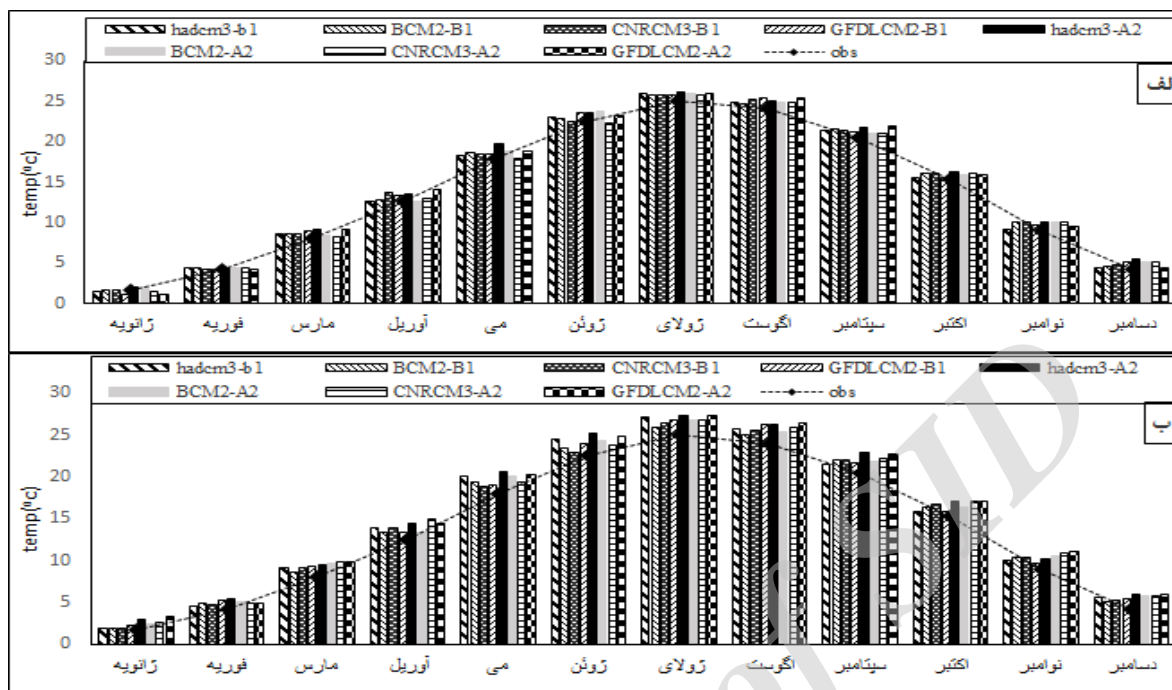 hadcm3-b1 BCM2-B1 CNRCM3-B1 GFDLCM2-B1 hadcm3-A2
BCM2-A2 CNRCM3-A2 GFDLCM2-A2 obs
30
25
20
15
10
5
0
temp(°c)
لف
ژانویه فوریه مارس آوریل می ژوئن ژولای اگوست سپتامبر اکتبر نوامبر دسامبر
hadcm3-b1 BCM2-B1 CNRCM3-B1 GFDLCM2-B1 hadcm3-A2
BCM2-A2 CNRCM3-A2 GFDLCM2-A2 obs
30
25
20
15
10
5
0
temp(°c)
ب
ژانویه فوریه مارس آوریل می ژوئن ژولای اگوست سپتامبر اکتبر نوامبر دسامبر
of SID